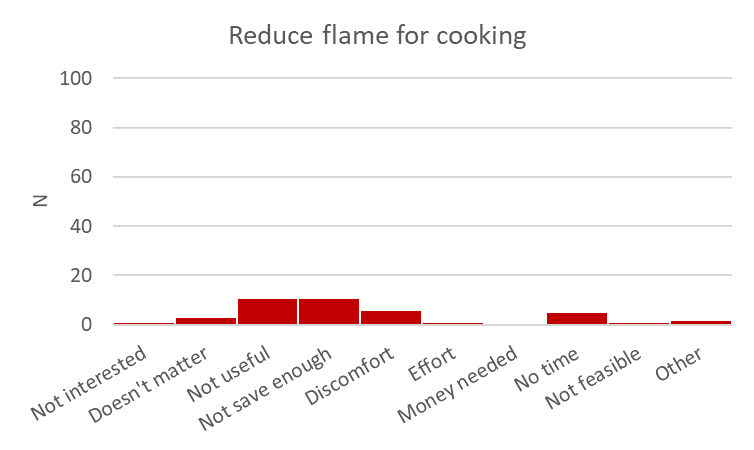 Reduce flame for cooking
100
80
60
40
20
0
N
Not interested
Doesn't matter
Not useful
Not save enough
Discomfort
Effort
Money needed
No time
Not feasible
Other